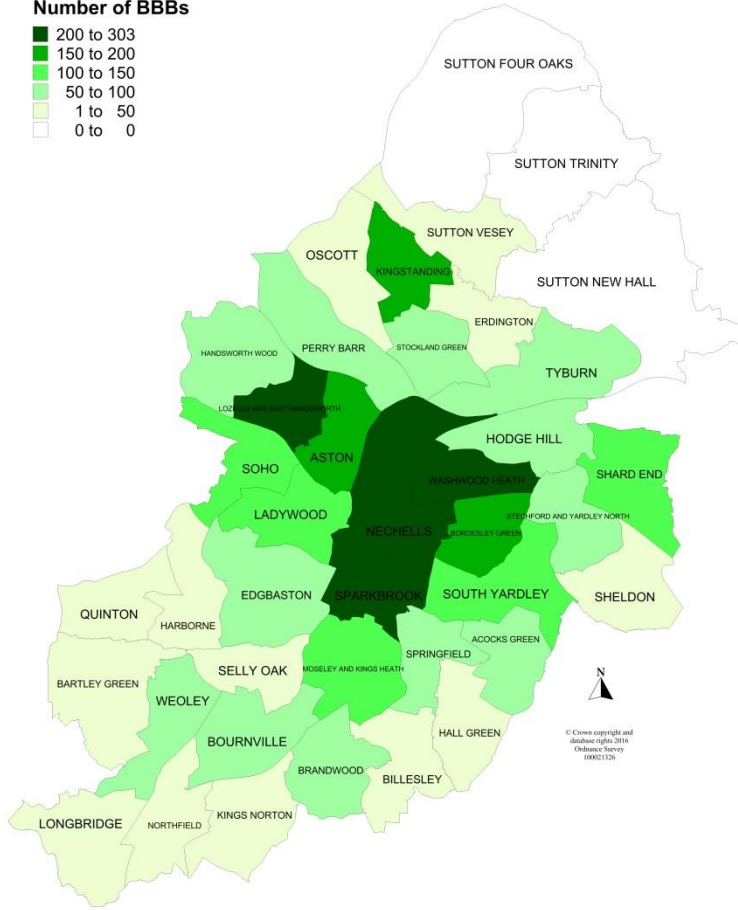 Number of BBBs
200 to 303
150 to 200
100 to 150
50 to 100
1 to 50
0 to 0
SUTTON FOUR OAKS
SUTTON TRINITY
SUTTON VESEY
OSCOTT
KINGSTANDING
SUTTON NEW HALL
ERDINGTON
STOCKLAND GREEN
PERRY BARR
HANDSWORTH WOOD
TYBURN
LOZELLS AND EAST HANDSWORTH
HODGE HILL
ASTON
SOHO
WASHWOOD HEATH
SHARD END
LADYWOOD
STECHFORD AND YARDLEY NORTH
NECHELLS
BORDESLEY GREEN
EDGBASTON
SPARKBROOK
SOUTH YARDLEY
SHELDON
QUINTON
HARBORNE
ACOCKS GREEN
SPRINGFIELD
SELLY OAK
MOSELEY AND KINGS HEATH
BARTLEY GREEN
WEOLEY
N
HALL GREEN
BOURNVILLE
© Crown copyright and
database rights 2016
Ordnance Survey
100021326
BRANDWOOD
BILLESLEY
KINGS NORTON
LONGBRIDGE
NORTHFIELD